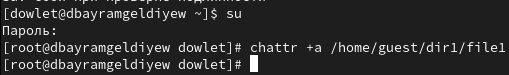 [dowlet@dbayramgeldiyew ~]$ su
Пароль:
[root@dbayramgeldiyew dowlet]# chattr +a /home/guest/dir1/file1
[root@dbayramgeldiyew dowlet]#